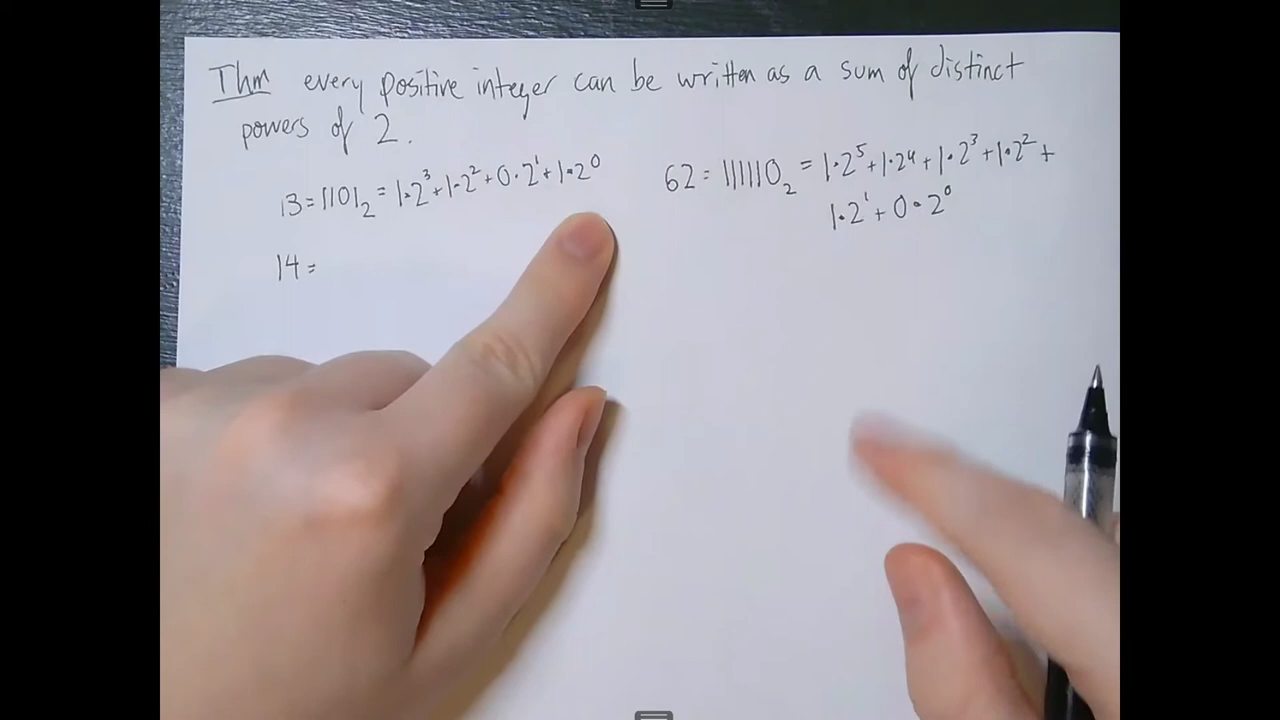 Thm every positive integer can be written as a sum of distinct
powers of 2.
13 = 1101₂ = 1·2³ + 1·2² + 0·2¹ + 1·2⁰
14 =
62 = 111110₂ = 1·2⁵ + 1·2⁴ + 1·2³ + 1·2² +
1·2¹ + 0·2⁰